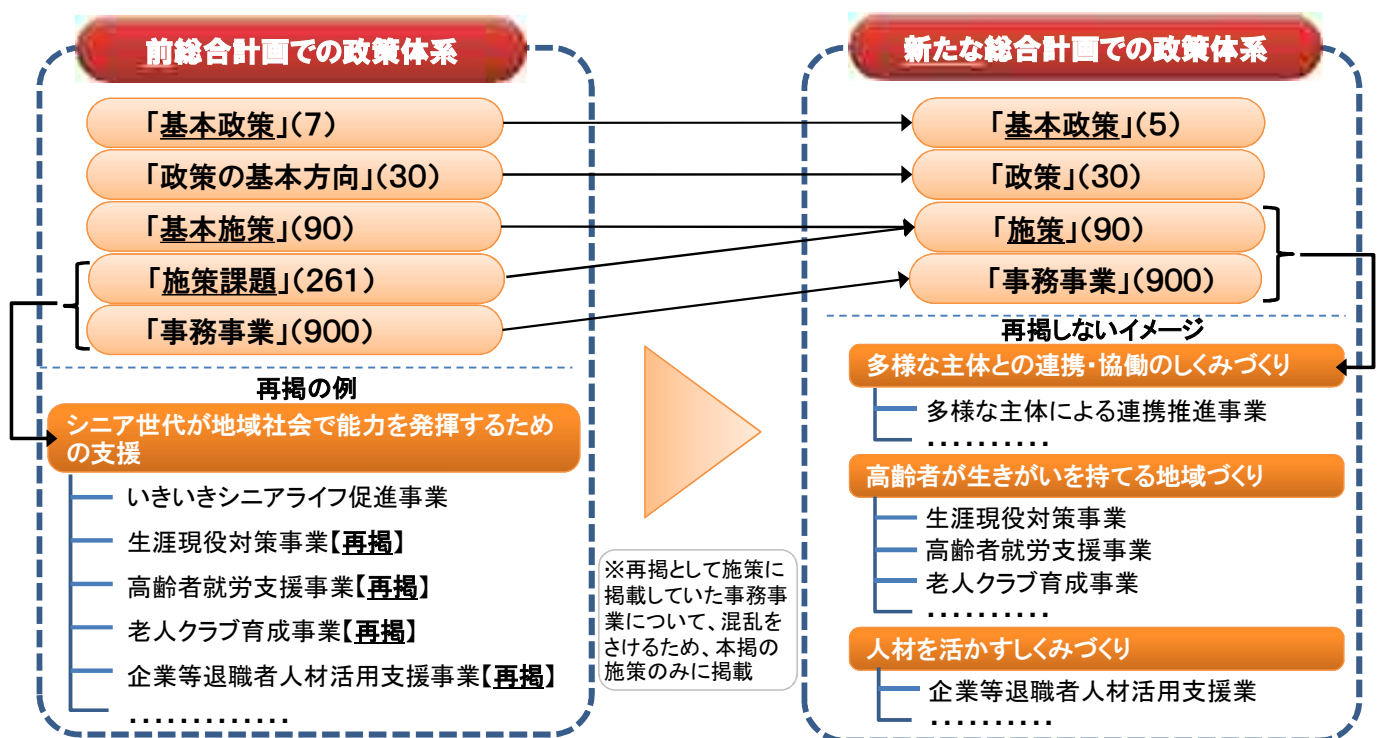 前総合計画での政策体系
「基本政策」(7)
「政策の基本方向」(30)
「基本施策」(90)
「施策課題」(261)
「事務事業」(900)
再掲の例
シニア世代が地域社会で能力を発揮するため
の支援
いきいきシニアライフ促進事業
生涯現役対策事業【再掲】
高齢者就労支援事業【再掲】
老人クラブ育成事業【再掲】
企業等退職者人材活用支援事業【再掲】
・・・・・・・・・・・・・
※再掲として施策に
掲載していた事務事
業について、混乱を
さけるため、本掲の
施策のみに掲載
新たな総合計画での政策体系
「基本政策」(5)
「政策」(30)
「施策」(90)
「事務事業」(900)
再掲しないイメージ
多様な主体との連携・協働のしくみづくり
多様な主体による連携推進事業
・・・・・・・・・・
高齢者が生きがいを持てる地域づくり
生涯現役対策事業
高齢者就労支援事業
老人クラブ育成事業
・・・・・・・・・・
人材を活かすしくみづくり
企業等退職者人材活用支援業
・・・・・・・・・・